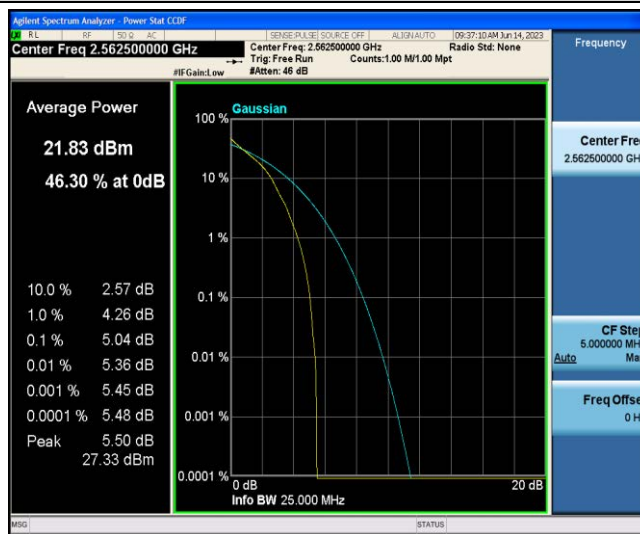 Agilent Spectrum Analyzer - Power Stat CCDF
RL RF 50 Ω AC SENSE:PULSE SOURCE OFF ALIGN AUTO 09:37:10 AM Jun 14, 2023
Center Freq 2.562500000 GHz
Center Freq: 2.562500000 GHz Radio Std: None
Trig: Free Run Counts:1.00 M/1.00 Mpt
#IFGain:Low #Atten: 46 dB
Frequency
Average Power
21.83 dBm
46.30 % at 0dB
10.0 % 2.57 dB
1.0 % 4.26 dB
0.1 % 5.04 dB
0.01 % 5.36 dB
0.001 % 5.45 dB
0.0001 % 5.48 dB
Peak 5.50 dB
27.33 dBm
Gaussian
100 %
10 %
1 %
0.1 %
0.01 %
0.001 %
0.0001 %
0 dB 20 dB
Info BW 25.000 MHz
Center Fre
2.562500000 GH
CF Ste
5.000000 MH
Auto Ma
Freq Offse
0 H
MSG STATUS